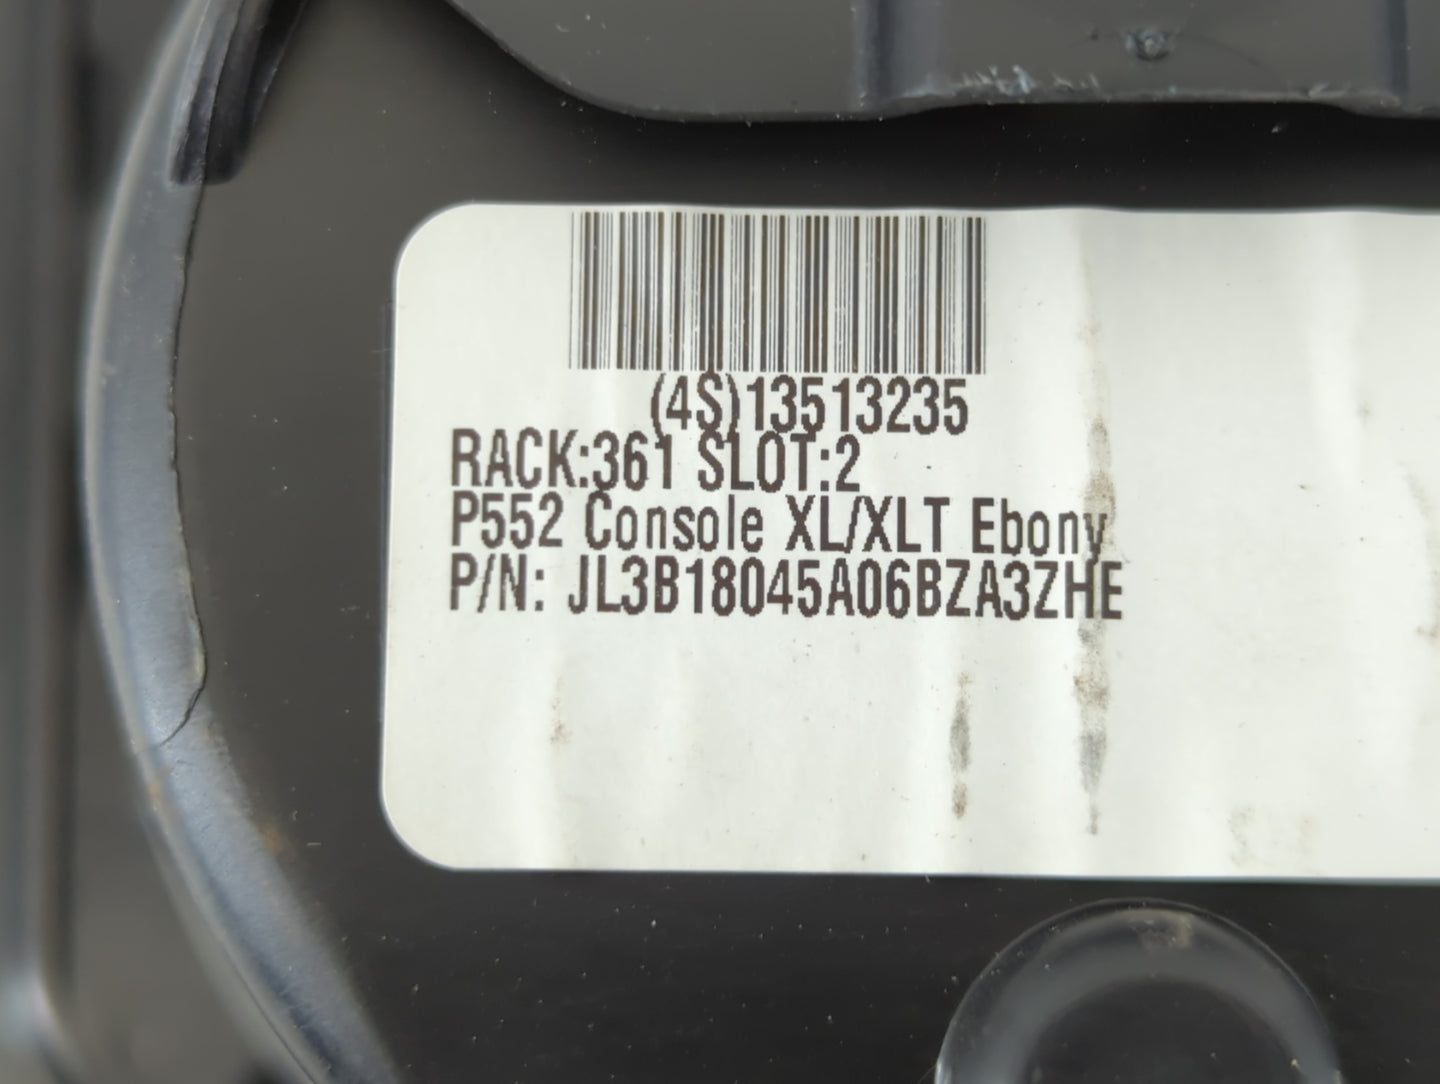 (4S)13513235
RACK:361 SLOT:2
P552 Console XL/XLT Ebony
P/N: JL3B18045A06BZA3ZHE